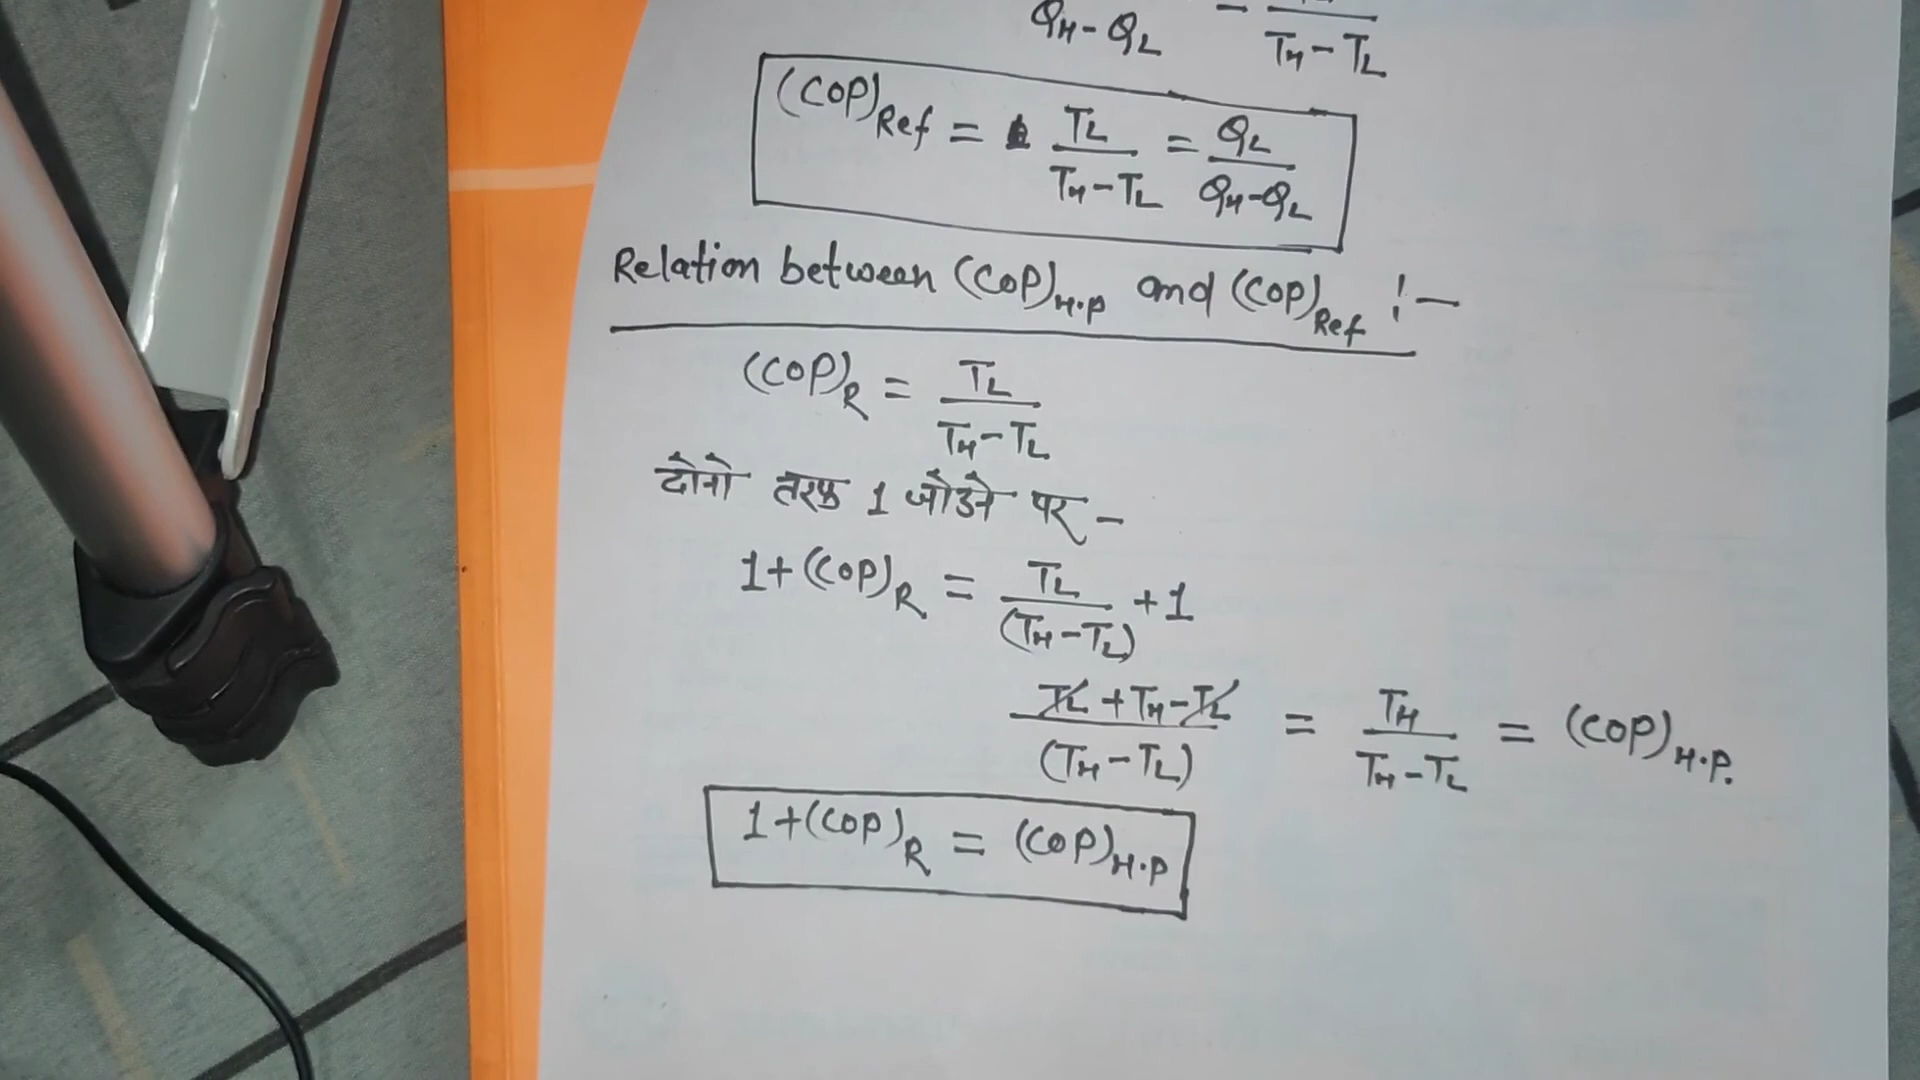 QH-QL - TH-TL
(COP)Ref = TL/TH-TL = QL/QH-QL
Relation between (COP)H.P and (COP)Ref :-
(COP)R = TL/TH-TL
दोनो तरफ 1 जोडने पर -
1+(COP)R = TL/(TH-TL) +1
TL+TH-TL/(TH-TL) = TH/TH-TL = (COP)H.P.
1+(COP)R = (COP)H.P